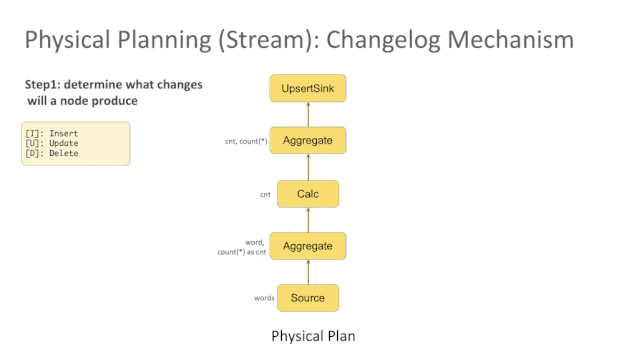 Physical Planning (Stream): Changelog Mechanism
Step1: determine what changes
will a node produce
[I]: Insert
[U]: Update
[D]: Delete
UpsertSink
cnt, count(*)
Aggregate
cnt
Calc
word,
count(*) as cnt
Aggregate
words
Source
Physical Plan